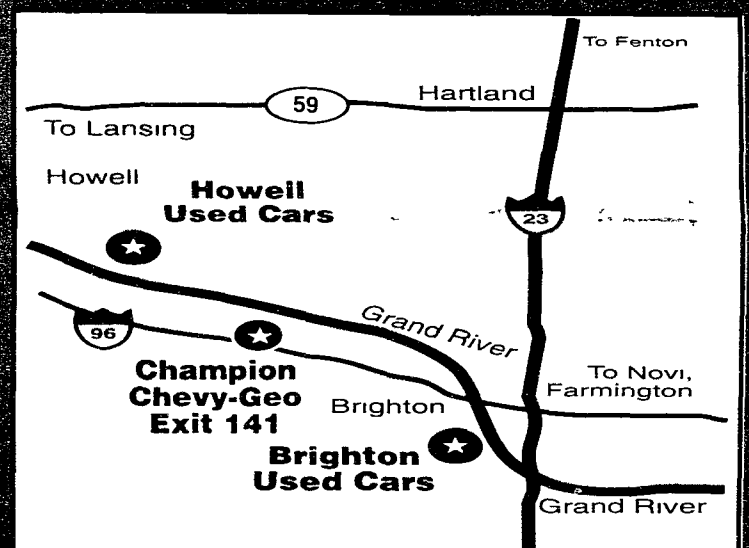 To Fenton
Hartland
59
To Lansing
Howell
Howell
Used Cars
23
Grand River
96
Champion
Chevy-Geo
Exit 141
To Novi,
Farmington
Brighton
Brighton
Used Cars
Grand River